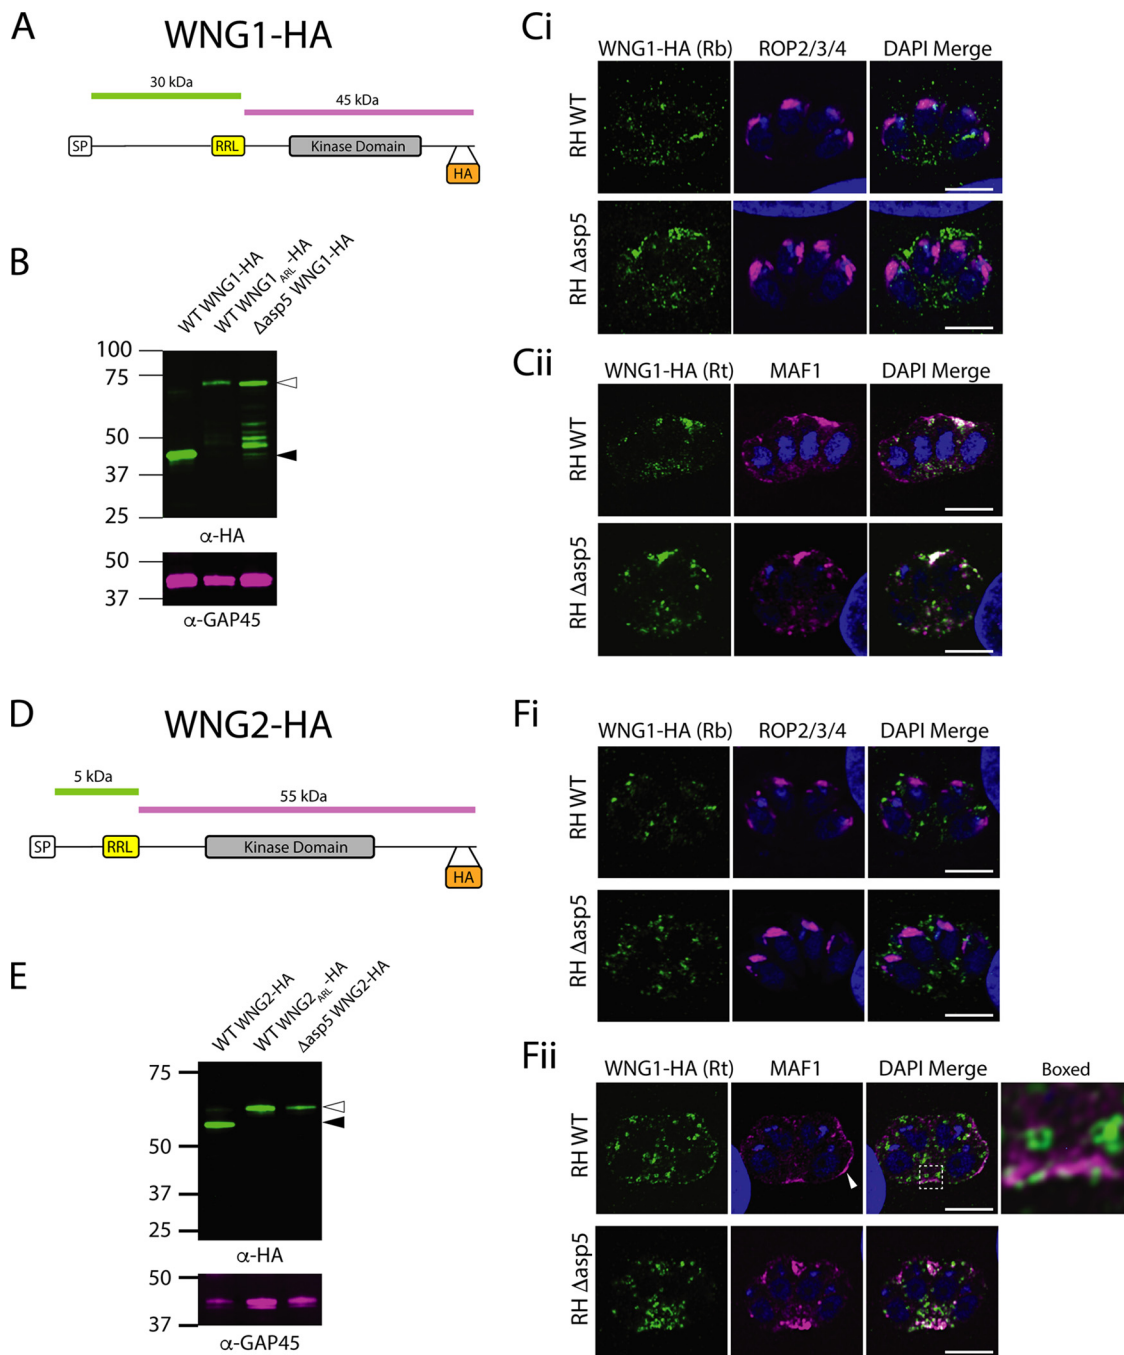 A
WNG1-HA
30 kDa
45 kDa
SP
RRL
Kinase Domain
HA
B
WT WNG1-HA
WT WNG1ARL-HA
Δasp5 WNG1-HA
100
75
50
37
25
α-HA
50
37
α-GAP45
Ci
WNG1-HA (Rb) ROP2/3/4 DAPI Merge
RH WT
RH Δasp5
Cii
WNG1-HA (Rt) MAF1 DAPI Merge
RH WT
RH Δasp5
D
WNG2-HA
5 kDa
55 kDa
SP
RRL
Kinase Domain
HA
E
WT WNG2-HA
WT WNG2ARL-HA
Δasp5 WNG2-HA
75
50
37
25
α-HA
50
37
α-GAP45
Fi
WNG1-HA (Rb) ROP2/3/4 DAPI Merge
RH WT
RH Δasp5
Fii
WNG1-HA (Rt) MAF1 DAPI Merge Boxed
RH WT
RH Δasp5